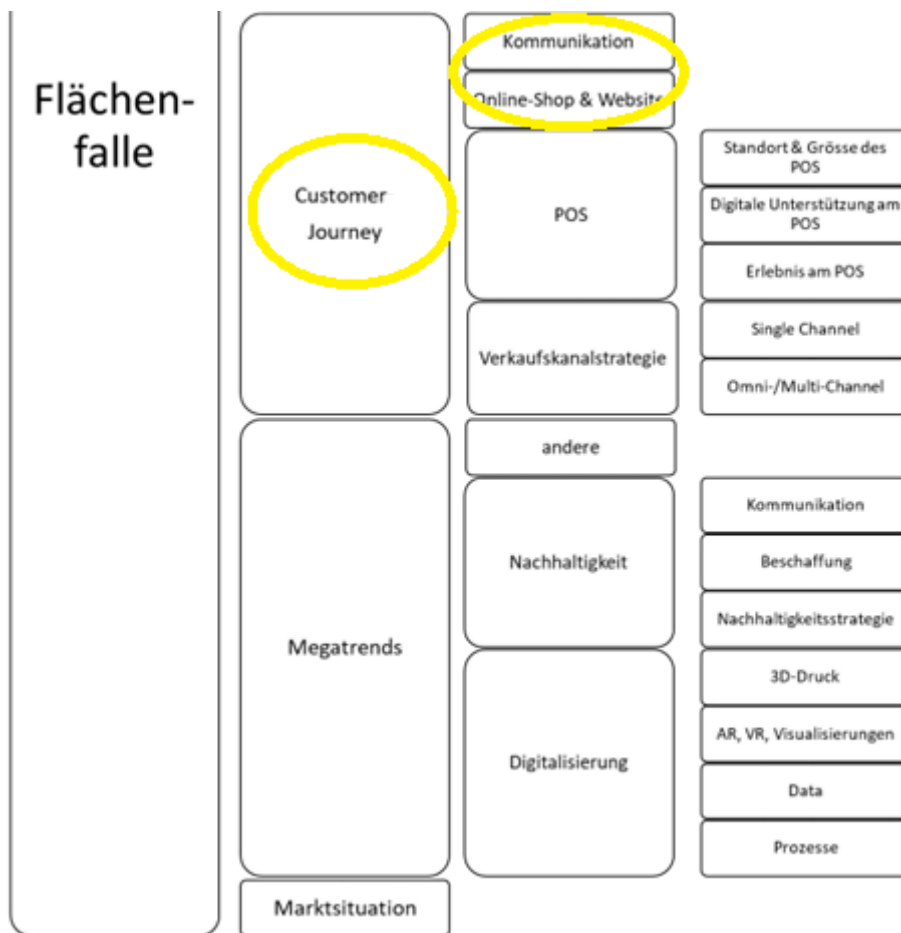 Flächen-
falle
Customer
Journey
Kommunikation
Online-Shop & Website
POS
Standort & Grösse des
POS
Digitale Unterstützung am
POS
Erlebnis am POS
Verkaufskanalstrategie
Single Channel
Omni-/Multi-Channel
Megatrends
andere
Nachhaltigkeit
Kommunikation
Beschaffung
Nachhaltigkeitsstrategie
Digitalisierung
3D-Druck
AR, VR, Visualisierungen
Data
Prozesse
Marktsituation